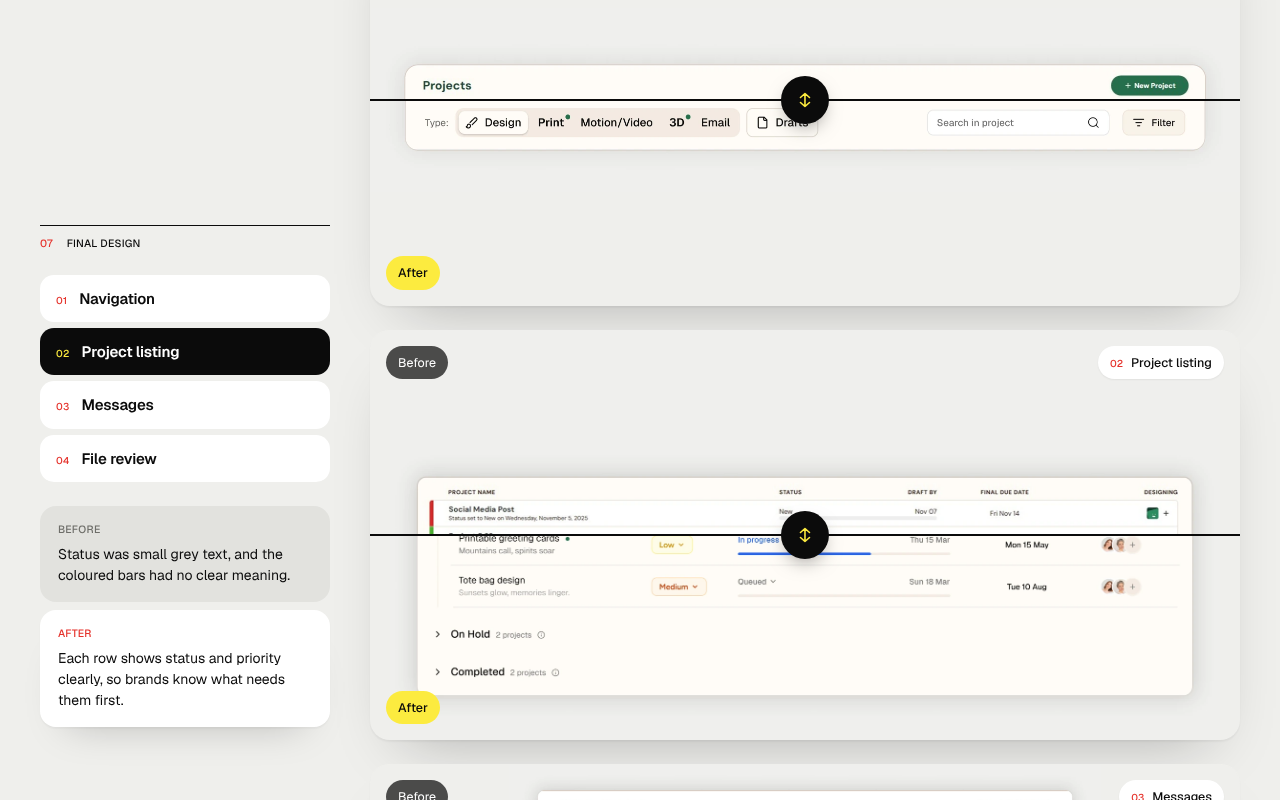 07 FINAL DESIGN
01 Navigation
02 Project listing
03 Messages
04 File review
BEFORE
Status was small grey text, and the
coloured bars had no clear meaning.
AFTER
Each row shows status and priority
clearly, so brands know what needs
them first.
Projects
+ New Project
Type: Design Print Motion/Video 3D Email Drafts
Search in project
Filter
After
Before
02 Project listing
PROJECT NAME STATUS DRAFT BY FINAL DUE DATE DESIGNING
Social Media Post New Nov 07 Fri Nov 14 +
Status set to New on Wednesday, November 5, 2025
Printable greeting cards Low In progress Thu 15 Mar Mon 15 May +
Mountains call, spirits soar
Tote bag design Medium Queued Sun 18 Mar Tue 10 Aug +
Sunsets glow, memories linger.
On Hold 2 projects
Completed 2 projects
After
Before
03 Messages